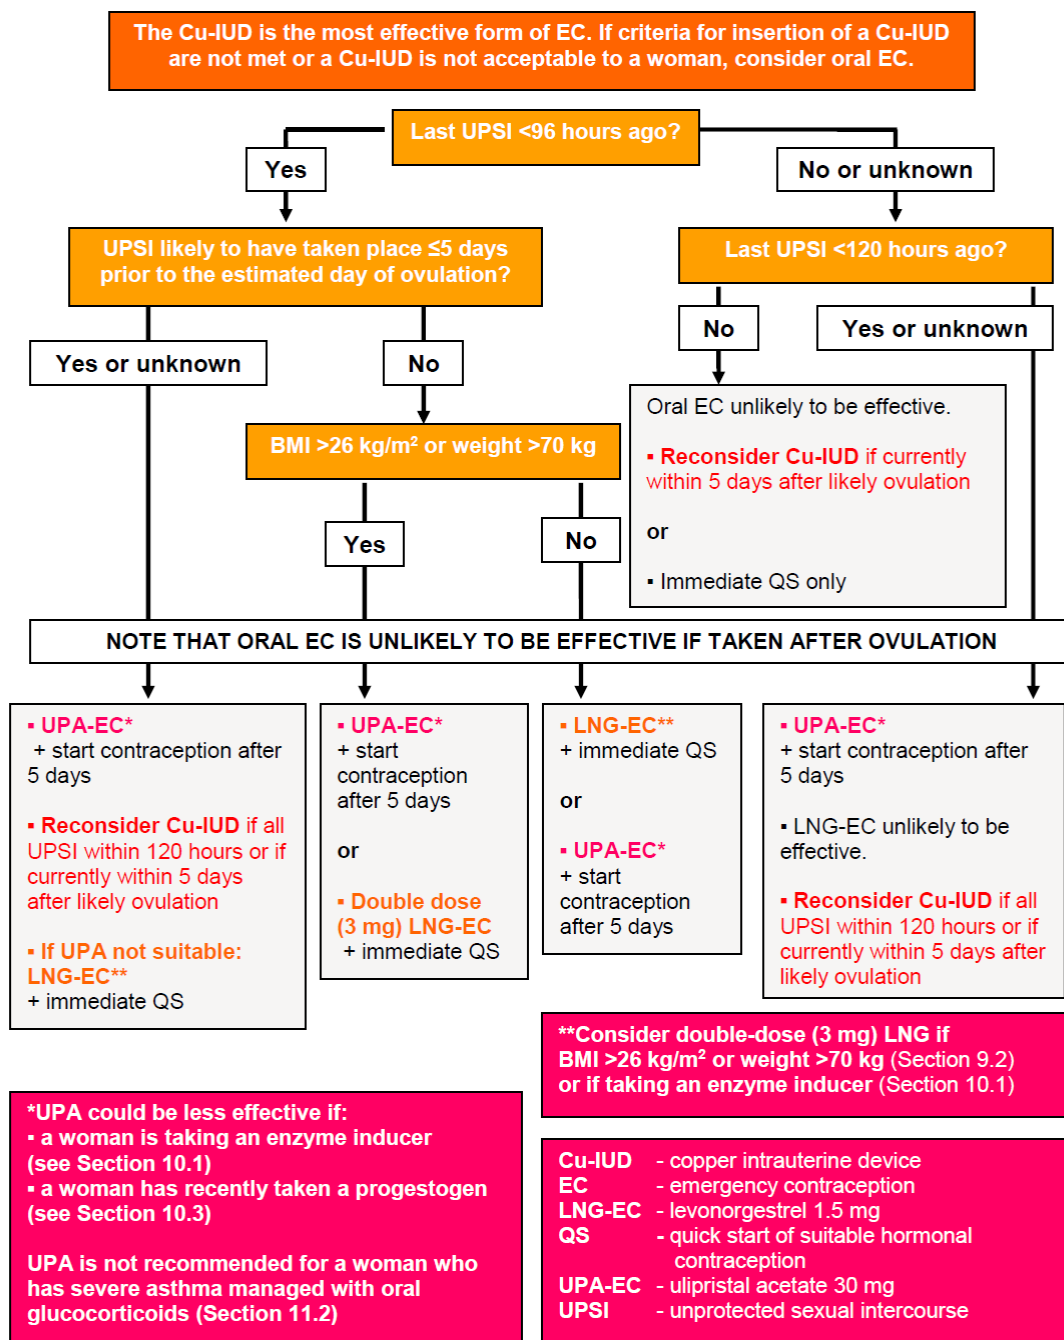 The Cu-IUD is the most effective form of EC. If criteria for insertion of a Cu-IUD
are not met or a Cu-IUD is not acceptable to a woman, consider oral EC.
Last UPSI <96 hours ago?
Yes
No or unknown
UPSI likely to have taken place ≤5 days
prior to the estimated day of ovulation?
Last UPSI <120 hours ago?
Yes or unknown
No
No
Yes or unknown
BMI >26 kg/m² or weight >70 kg
Yes
No
Oral EC unlikely to be effective.
▪ Reconsider Cu-IUD if currently
within 5 days after likely ovulation
or
▪ Immediate QS only
NOTE THAT ORAL EC IS UNLIKELY TO BE EFFECTIVE IF TAKEN AFTER OVULATION
▪ UPA-EC*
+ start contraception after
5 days
▪ Reconsider Cu-IUD if all
UPSI within 120 hours or if
currently within 5 days
after likely ovulation
▪ If UPA not suitable:
LNG-EC**
+ immediate QS
▪ UPA-EC*
+ start
contraception
after 5 days
or
▪ Double dose
(3 mg) LNG-EC
+ immediate QS
▪ LNG-EC**
+ immediate QS
or
▪ UPA-EC*
+ start
contraception
after 5 days
▪ UPA-EC*
+ start contraception after
5 days
▪ LNG-EC unlikely to be
effective.
▪ Reconsider Cu-IUD if all
UPSI within 120 hours or if
currently within 5 days after
likely ovulation
**Consider double-dose (3 mg) LNG if
BMI >26 kg/m² or weight >70 kg (Section 9.2)
or if taking an enzyme inducer (Section 10.1)
*UPA could be less effective if:
▪ a woman is taking an enzyme inducer
(see Section 10.1)
▪ a woman has recently taken a progestogen
(see Section 10.3)
UPA is not recommended for a woman who
has severe asthma managed with oral
glucocorticoids (Section 11.2)
Cu-IUD - copper intrauterine device
EC - emergency contraception
LNG-EC - levonorgestrel 1.5 mg
QS - quick start of suitable hormonal
contraception
UPA-EC - ulipristal acetate 30 mg
UPSI - unprotected sexual intercourse